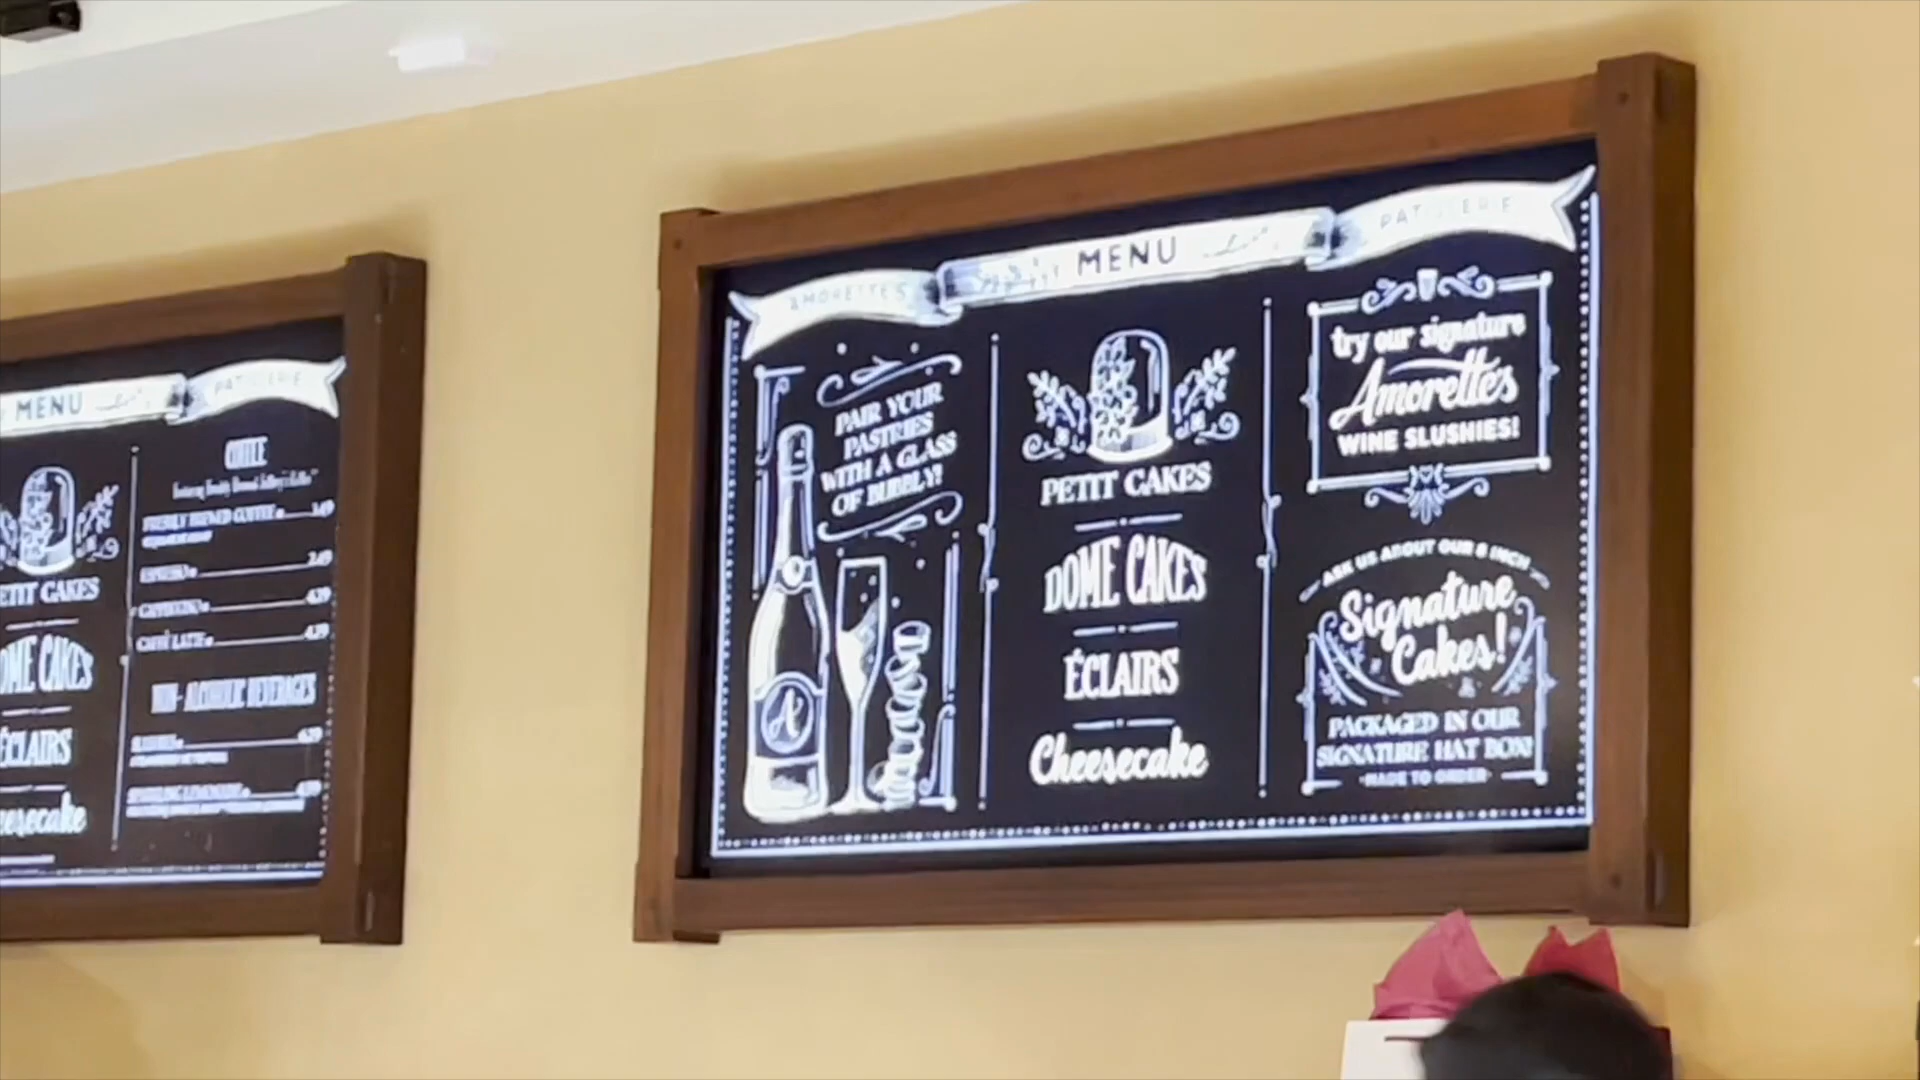 MENU
PATISSERIE
COFFEE
FRESHLY BREWED COFFEE
ESPRESSO
CAPPUCCINO
CAFFÈ LATTE
NON-ALCOHOLIC BEVERAGES
ETIT CAKES
OME CAKES
ÉCLAIRS
eesecake
AMORETTE'S
MENU
PATISSERIE
PAIR YOUR
PASTRIES
WITH A GLASS
OF BUBBLY!
A
PETIT CAKES
DOME CAKES
ÉCLAIRS
Cheesecake
try our signature
Amorette's
WINE SLUSHIES!
ASK US ABOUT OUR 6 INCH
Signature
Cakes!
PACKAGED IN OUR
SIGNATURE HAT BOX!
MADE TO ORDER